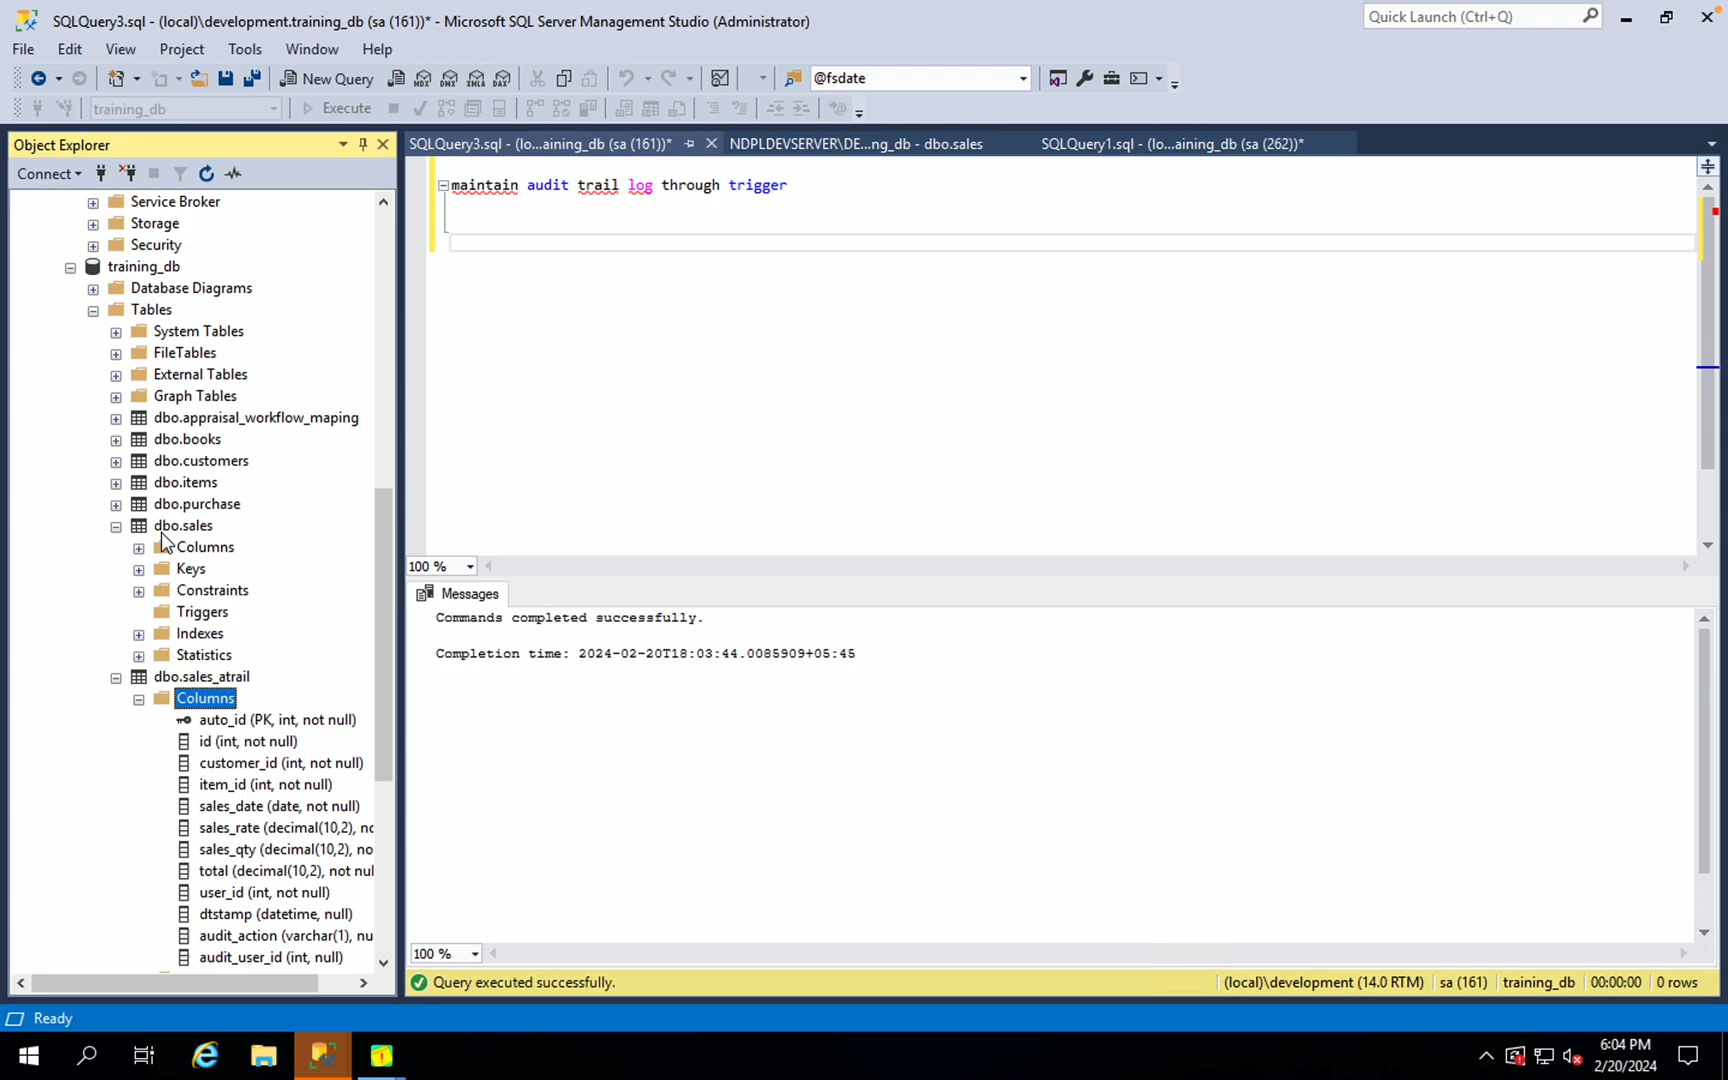 SQLQuery3.sql - (local)\development.training_db (sa (161))* - Microsoft SQL Server Management Studio (Administrator)
Quick Launch (Ctrl+Q)
File Edit View Project Tools Window Help
New Query
MDX DMX XMLA DAX
@fsdate
training_db
Execute
Object Explorer
SQLQuery3.sql - (lo...aining_db (sa (161))*
NDPLDEVSERVER\DE...ng_db - dbo.sales
SQLQuery1.sql - (lo...aining_db (sa (262))*
Connect
Service Broker
Storage
Security
training_db
Database Diagrams
Tables
System Tables
FileTables
External Tables
Graph Tables
dbo.appraisal_workflow_maping
dbo.books
dbo.customers
dbo.items
dbo.purchase
dbo.sales
Columns
Keys
Constraints
Triggers
Indexes
Statistics
dbo.sales_atrail
Columns
auto_id (PK, int, not null)
id (int, not null)
customer_id (int, not null)
item_id (int, not null)
sales_date (date, not null)
sales_rate (decimal(10,2), nc
sales_qty (decimal(10,2), no
total (decimal(10,2), not nul
user_id (int, not null)
dtstamp (datetime, null)
audit_action (varchar(1), nu
audit_user_id (int, null)
maintain audit trail log through trigger
100 %
Messages
Commands completed successfully.
Completion time: 2024-02-20T18:03:44.0085909+05:45
100 %
Query executed successfully.
(local)\development (14.0 RTM)
sa (161)
training_db
00:00:00
0 rows
Ready
6:04 PM
2/20/2024